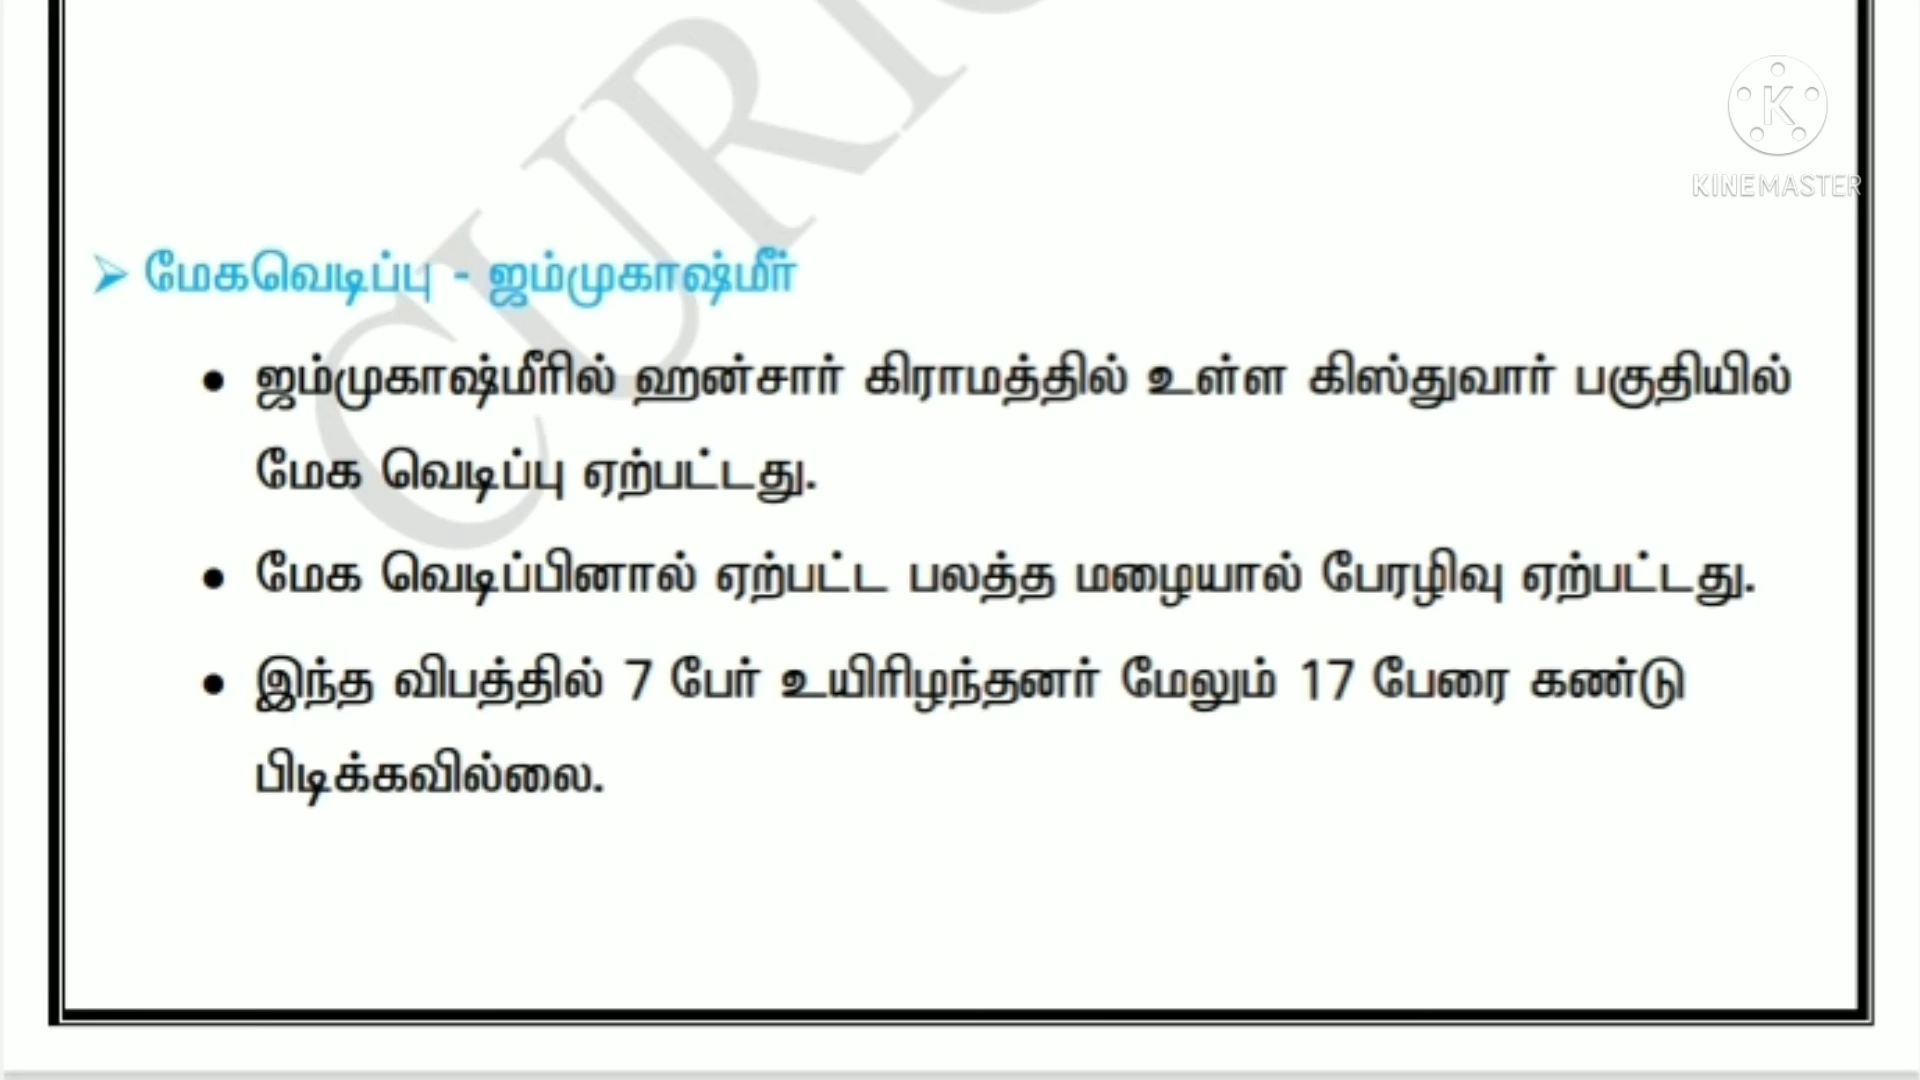 CURI
K
KINEMASTER
➢ மேகவெடிப்பு - ஜம்முகாஷ்மீர்
• ஜம்முகாஷ்மீரில் ஹன்சார் கிராமத்தில் உள்ள கிஸ்துவார் பகுதியில்
மேக வெடிப்பு ஏற்பட்டது.
• மேக வெடிப்பினால் ஏற்பட்ட பலத்த மழையால் பேரழிவு ஏற்பட்டது.
• இந்த விபத்தில் 7 பேர் உயிரிழந்தனர் மேலும் 17 பேரை கண்டு
பிடிக்கவில்லை.